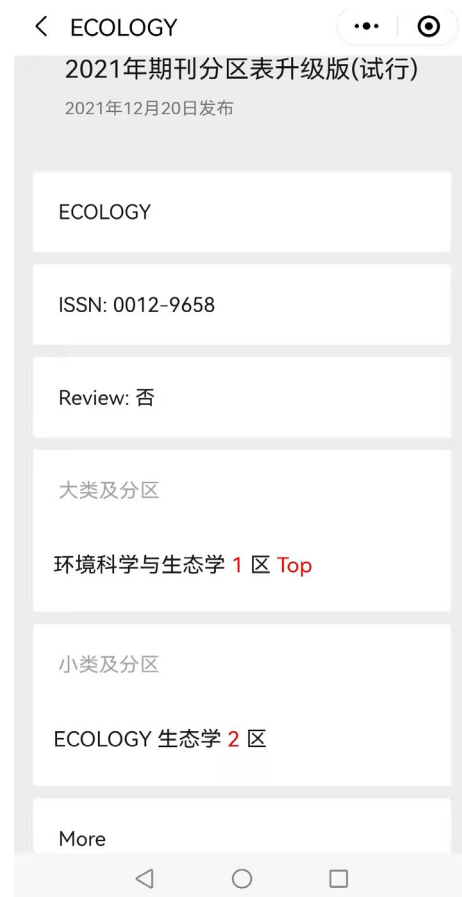 ECOLOGY
2021年期刊分区表升级版(试行)
2021年12月20日发布
ECOLOGY
ISSN: 0012-9658
Review: 否
大类及分区
环境科学与生态学 1 区 Top
小类及分区
ECOLOGY 生态学 2 区
More